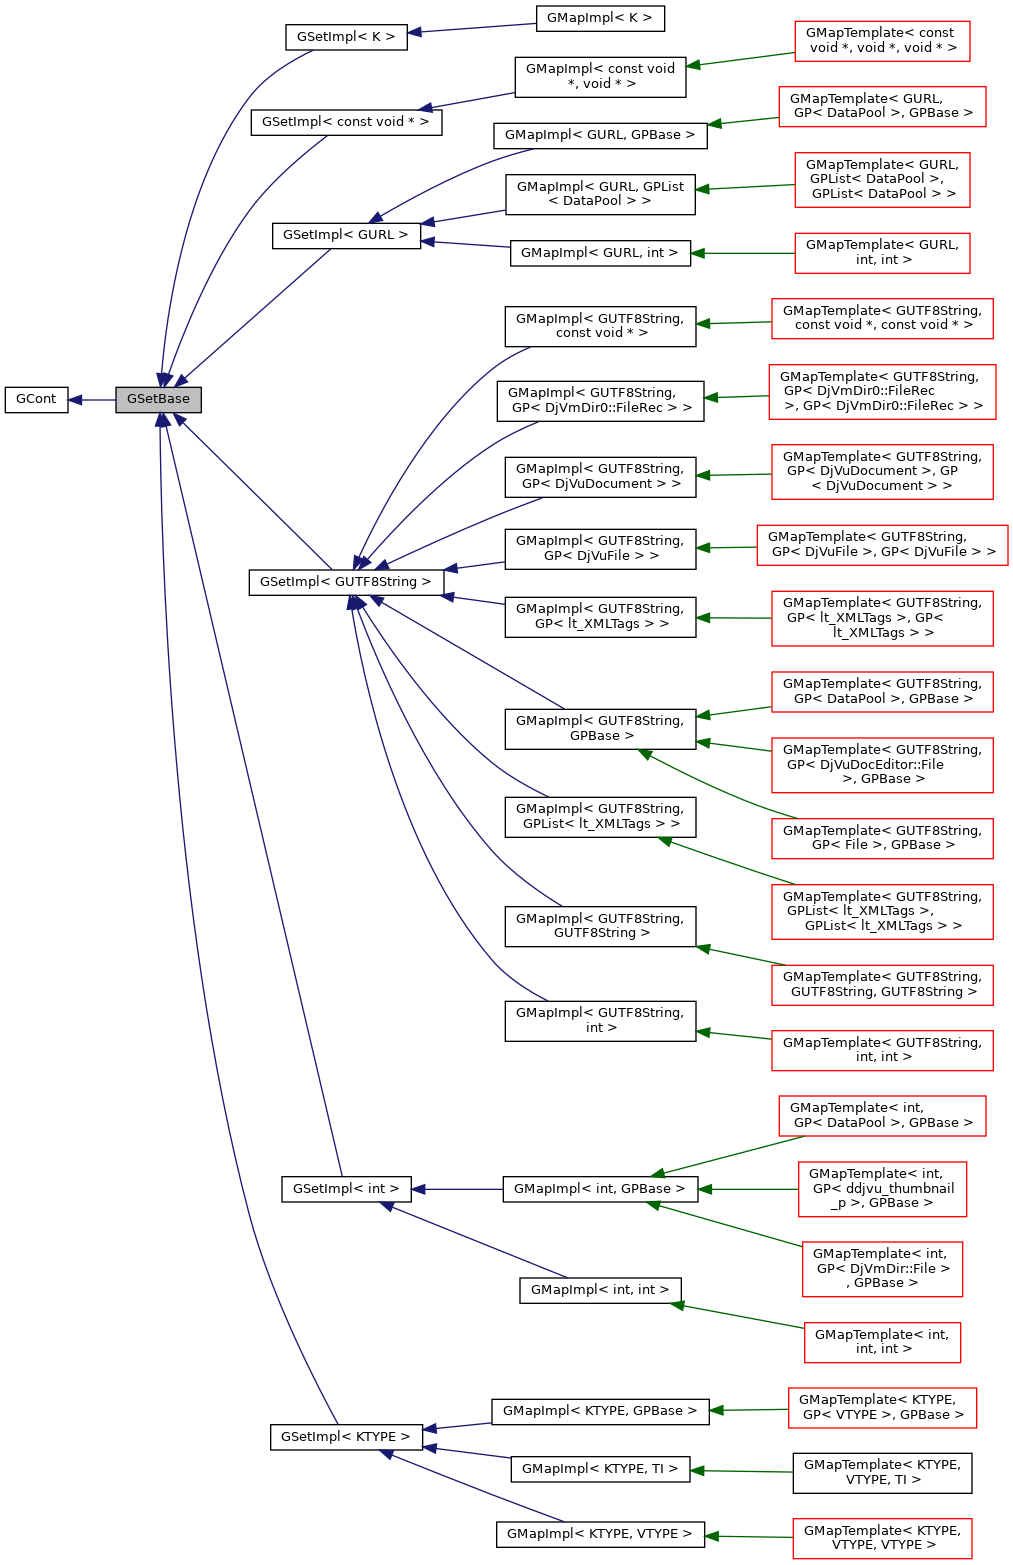 GCont
GSetBase
GSetImpl< K >
GSetImpl< const void * >
GSetImpl< GURL >
GSetImpl< GUTF8String >
GSetImpl< int >
GSetImpl< KTYPE >
GMapImpl< K >
GMapImpl< const void
*, void * >
GMapImpl< GURL, GPBase >
GMapImpl< GURL, GPList
< DataPool > >
GMapImpl< GURL, int >
GMapImpl< GUTF8String,
const void * >
GMapImpl< GUTF8String,
GP< DjVmDir0::FileRec > >
GMapImpl< GUTF8String,
GP< DjVuDocument > >
GMapImpl< GUTF8String,
GP< DjVuFile > >
GMapImpl< GUTF8String,
GP< lt_XMLTags > >
GMapImpl< GUTF8String,
GPBase >
GMapImpl< GUTF8String,
GPList< lt_XMLTags > >
GMapImpl< GUTF8String,
GUTF8String >
GMapImpl< GUTF8String,
int >
GMapImpl< int, GPBase >
GMapImpl< int, int >
GMapImpl< KTYPE, GPBase >
GMapImpl< KTYPE, TI >
GMapImpl< KTYPE, VTYPE >
GMapTemplate< const
void *, void *, void * >
GMapTemplate< GURL,
GP< DataPool >, GPBase >
GMapTemplate< GURL,
GPList< DataPool >,
GPList< DataPool > >
GMapTemplate< GURL,
int, int >
GMapTemplate< GUTF8String,
const void *, const void * >
GMapTemplate< GUTF8String,
GP< DjVmDir0::FileRec
>, GP< DjVmDir0::FileRec > >
GMapTemplate< GUTF8String,
GP< DjVuDocument >, GP
< DjVuDocument > >
GMapTemplate< GUTF8String,
GP< DjVuFile >, GP< DjVuFile > >
GMapTemplate< GUTF8String,
GP< lt_XMLTags >, GP<
lt_XMLTags > >
GMapTemplate< GUTF8String,
GP< DataPool >, GPBase >
GMapTemplate< GUTF8String,
GP< DjVuDocEditor::File
>, GPBase >
GMapTemplate< GUTF8String,
GP< File >, GPBase >
GMapTemplate< GUTF8String,
GPList< lt_XMLTags >,
GPList< lt_XMLTags > >
GMapTemplate< GUTF8String,
GUTF8String, GUTF8String >
GMapTemplate< GUTF8String,
int, int >
GMapTemplate< int,
GP< DataPool >, GPBase >
GMapTemplate< int,
GP< ddjvu_thumbnail
_p >, GPBase >
GMapTemplate< int,
GP< DjVmDir::File >
, GPBase >
GMapTemplate< int,
int, int >
GMapTemplate< KTYPE,
GP< VTYPE >, GPBase >
GMapTemplate< KTYPE,
VTYPE, TI >
GMapTemplate< KTYPE,
VTYPE, VTYPE >